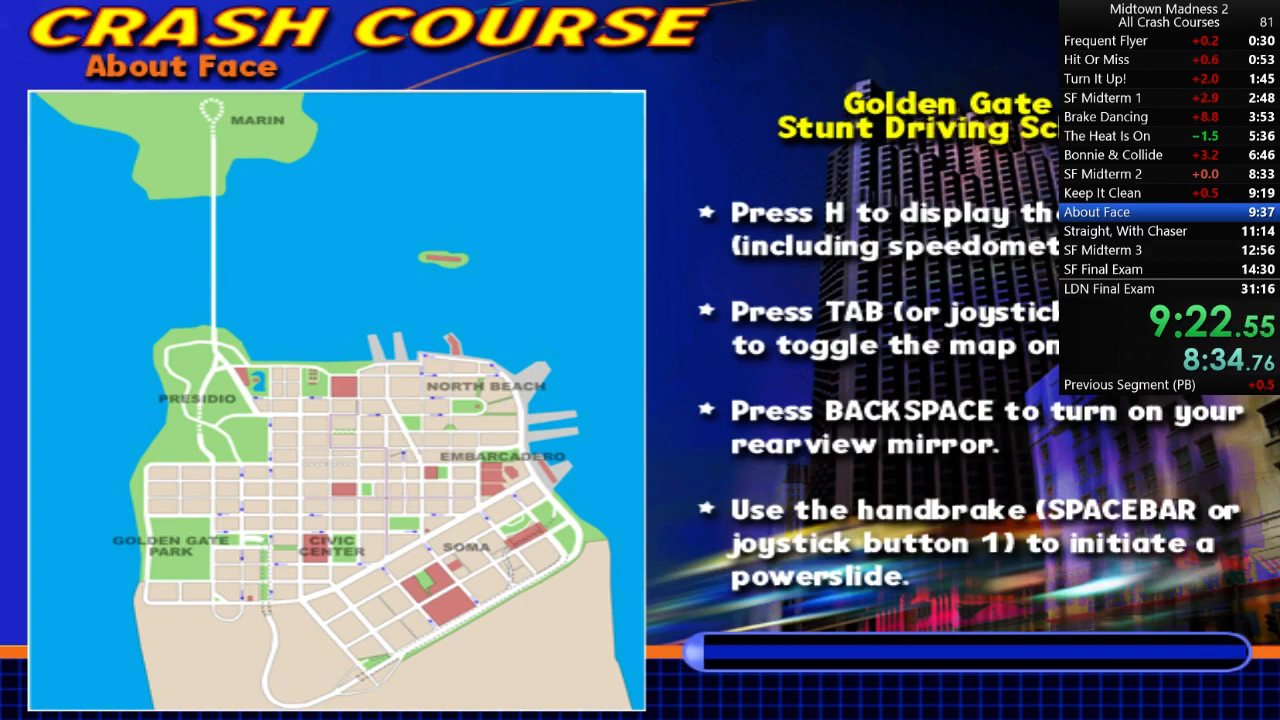 CRASH COURSE
About Face
MARIN
PRESIDIO
NORTH BEACH
EMBARCADERO
GOLDEN GATE
PARK
CIVIC
CENTER
SOMA
Golden Gate
Stunt Driving Sc
★ Press H to display th
(including speedomet
★ Press TAB (or joystick
to toggle the map on
★ Press BACKSPACE to turn on your
rearview mirror.
★ Use the handbrake (SPACEBAR or
joystick button 1) to initiate a
powerslide.
Midtown Madness 2
All Crash Courses 81
Frequent Flyer +0.2 0:30
Hit Or Miss +0.6 0:53
Turn It Up! +2.0 1:45
SF Midterm 1 +2.9 2:48
Brake Dancing +8.8 3:53
The Heat Is On −1.5 5:36
Bonnie & Collide +3.2 6:46
SF Midterm 2 +0.0 8:33
Keep It Clean +0.5 9:19
About Face 9:37
Straight, With Chaser 11:14
SF Midterm 3 12:56
SF Final Exam 14:30
LDN Final Exam 31:16
9:22.55
8:34.76
Previous Segment (PB) +0.5